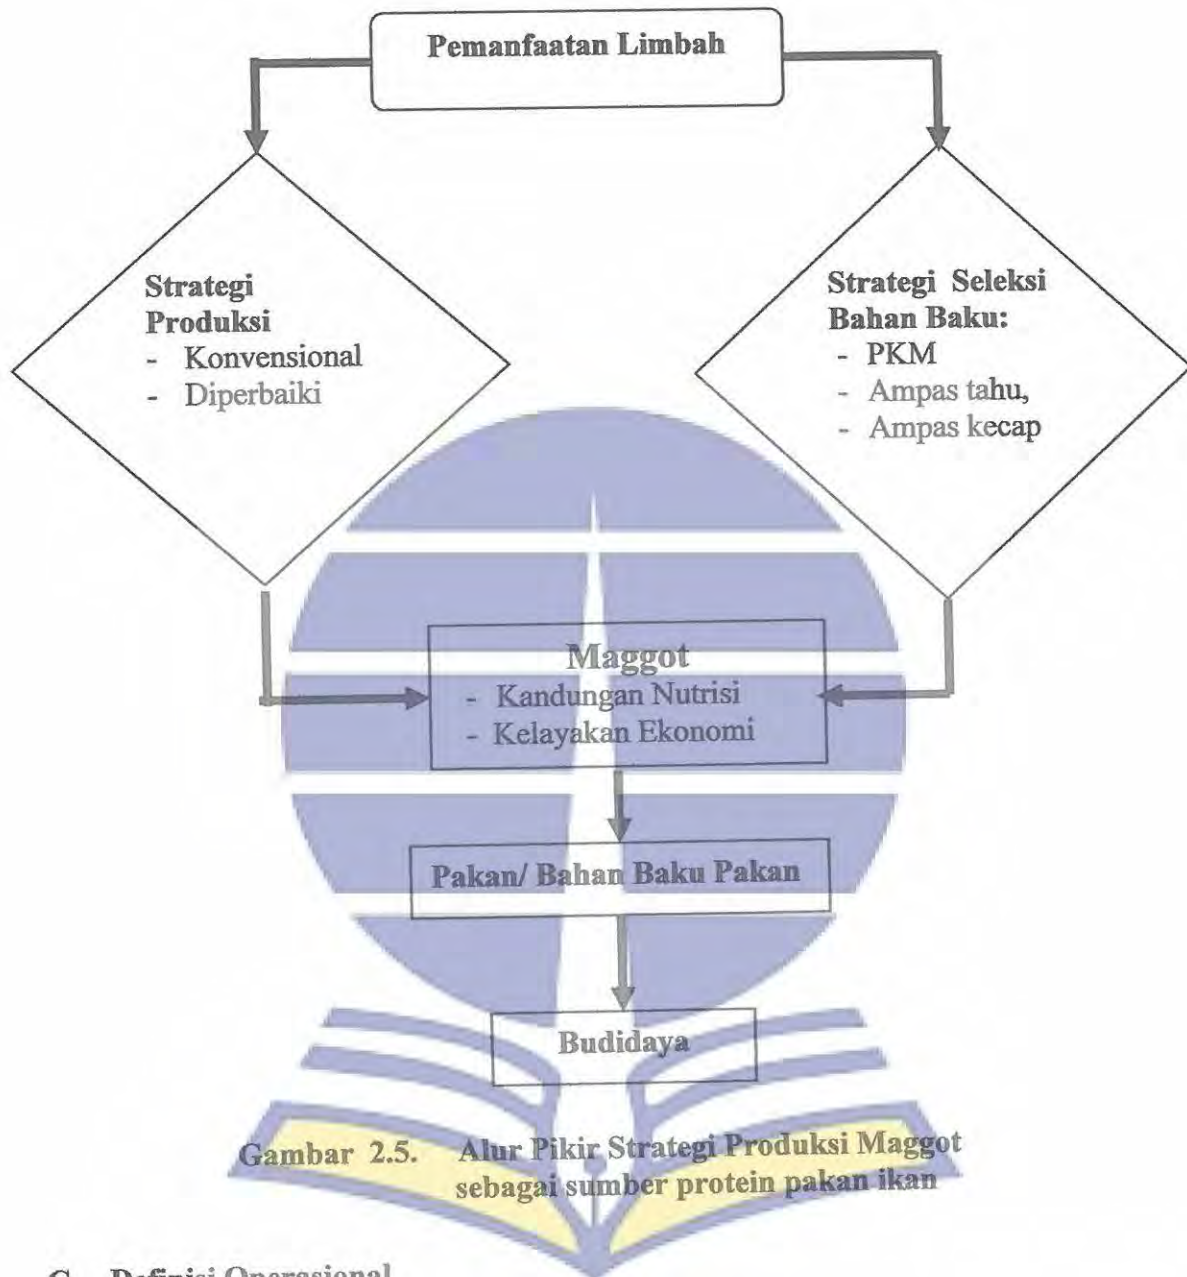 Pemanfaatan Limbah
Strategi
Produksi
- Konvensional
- Diperbaiki
Strategi Seleksi
Bahan Baku:
- PKM
- Ampas tahu,
- Ampas kecap
Maggot
- Kandungan Nutrisi
- Kelayakan Ekonomi
Pakan/ Bahan Baku Pakan
Budidaya
Gambar 2.5. Alur Pikir Strategi Produksi Maggot
sebagai sumber protein pakan ikan
Definisi Operasional